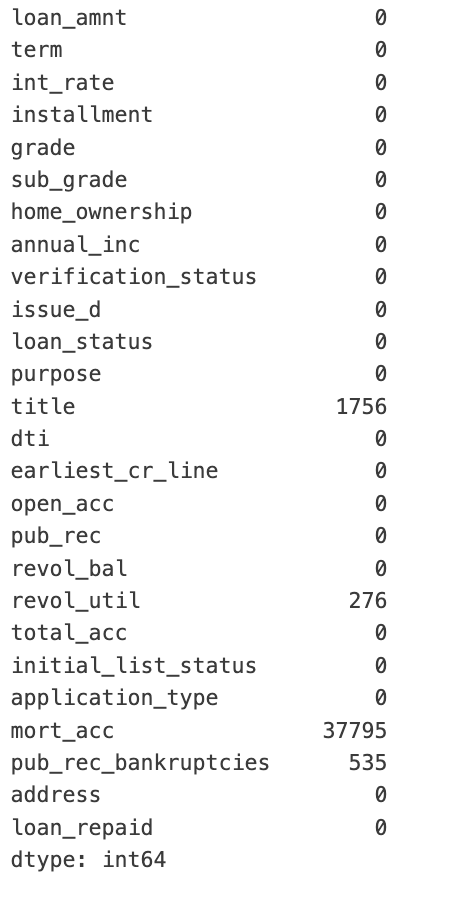 loan_amnt 0
term 0
int_rate 0
installment 0
grade 0
sub_grade 0
home_ownership 0
annual_inc 0
verification_status 0
issue_d 0
loan_status 0
purpose 0
title 1756
dti 0
earliest_cr_line 0
open_acc 0
pub_rec 0
revol_bal 0
revol_util 276
total_acc 0
initial_list_status 0
application_type 0
mort_acc 37795
pub_rec_bankruptcies 535
address 0
loan_repaid 0
dtype: int64